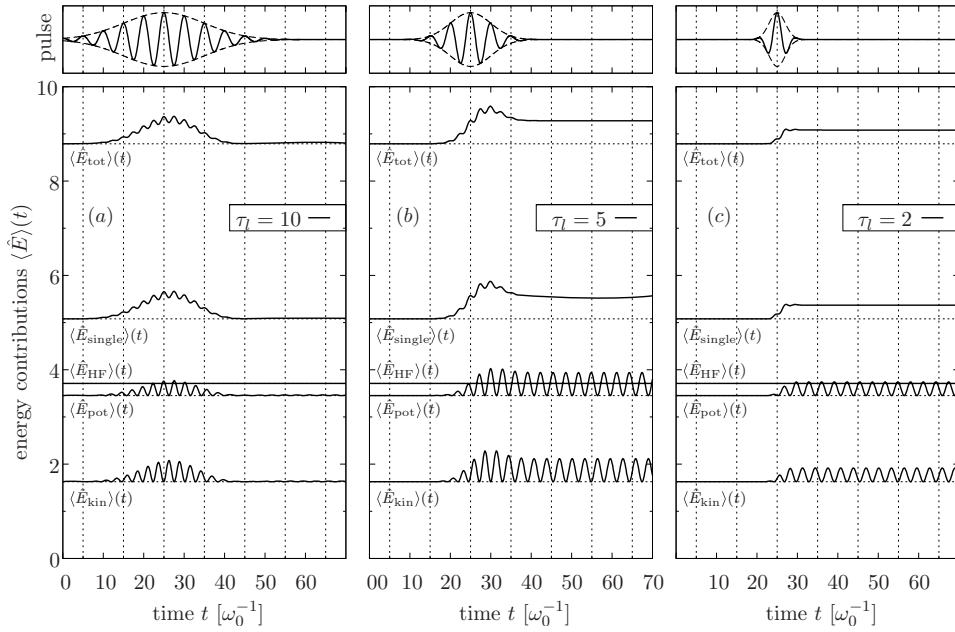 pulse
energy contributions ⟨Ê⟩(t)
10
8
6
4
2
0
⟨Ê_tot⟩(t)
(a)
τ_l = 10
⟨Ê_single⟩(t)
⟨Ê_HF⟩(t)
⟨Ê_pot⟩(t)
⟨Ê_kin⟩(t)
0 10 20 30 40 50 60
time t [ω_0^{-1}]
⟨Ê_tot⟩(t)
(b)
τ_l = 5
⟨Ê_single⟩(t)
⟨Ê_HF⟩(t)
⟨Ê_pot⟩(t)
⟨Ê_kin⟩(t)
00 10 20 30 40 50 60 70
time t [ω_0^{-1}]
⟨Ê_tot⟩(t)
(c)
τ_l = 2
⟨Ê_single⟩(t)
⟨Ê_HF⟩(t)
⟨Ê_pot⟩(t)
⟨Ê_kin⟩(t)
10 20 30 40 50 60 70
time t [ω_0^{-1}]